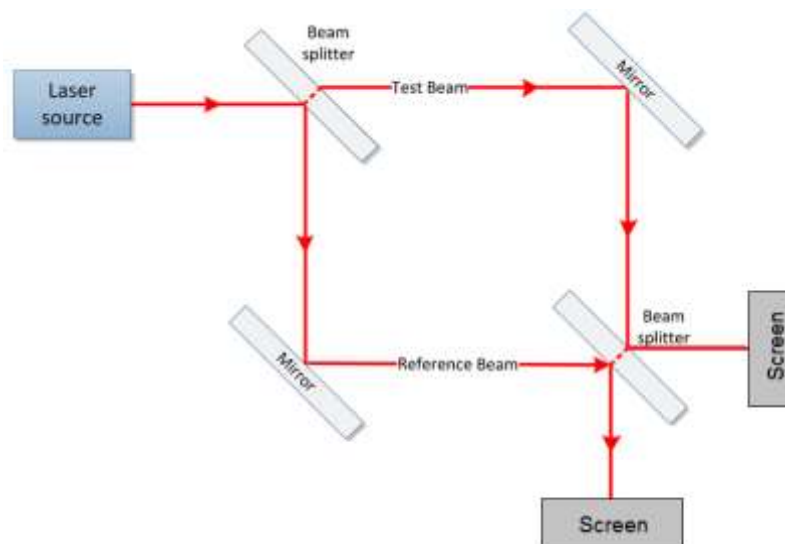 Beam
splitter
Mirror
Laser
source
Test Beam
Mirror
Reference Beam
Beam
splitter
Screen
Screen